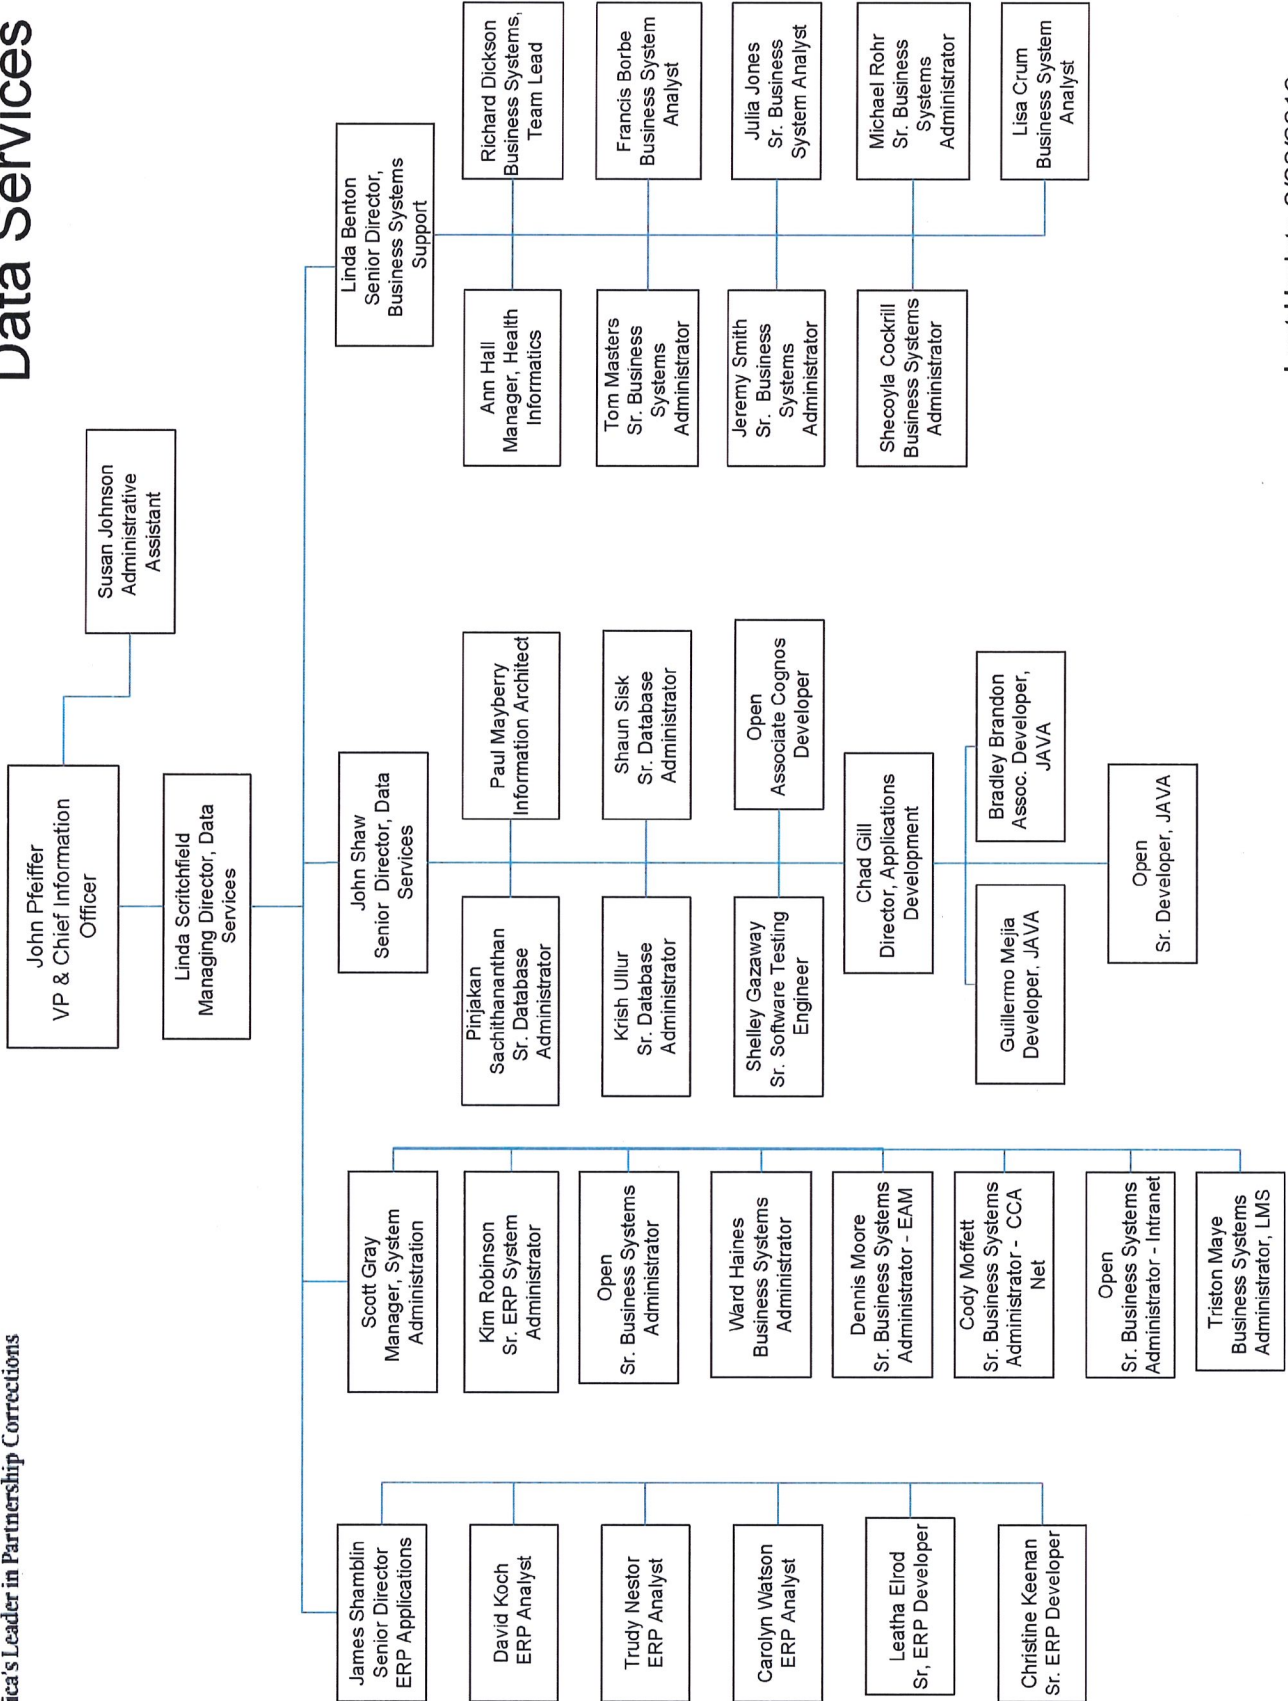 ica's Leader in Partnership Corrections
Data Services
John Pfeiffer
VP & Chief Information
Officer
Susan Johnson
Administrative
Assistant
Linda Scritchfield
Managing Director, Data
Services
James Shamblin
Senior Director
ERP Applications
David Koch
ERP Analyst
Trudy Nestor
ERP Analyst
Carolyn Watson
ERP Analyst
Leatha Elrod
Sr, ERP Developer
Christine Keenan
Sr. ERP Developer
Scott Gray
Manager, System
Administration
Kim Robinson
Sr. ERP System
Administrator
Open
Sr. Business Systems
Administrator
Ward Haines
Business Systems
Administrator
Dennis Moore
Sr. Business Systems
Administrator - EAM
Cody Moffett
Sr. Business Systems
Administrator - CCA
Net
Open
Sr. Business Systems
Administrator - Intranet
Triston Maye
Business Systems
Administrator, LMS
John Shaw
Senior Director, Data
Services
Pinjakan
Sachithananthan
Sr. Database
Administrator
Paul Mayberry
Information Architect
Krish Ullur
Sr. Database
Administrator
Shaun Sisk
Sr. Database
Administrator
Shelley Gazaway
Sr. Software Testing
Engineer
Open
Associate Cognos
Developer
Chad Gill
Director, Applications
Development
Guillermo Mejia
Developer, JAVA
Bradley Brandon
Assoc. Developer,
JAVA
Open
Sr. Developer, JAVA
Linda Benton
Senior Director,
Business Systems
Support
Ann Hall
Manager, Health
Informatics
Richard Dickson
Business Systems,
Team Lead
Tom Masters
Sr. Business
Systems
Administrator
Francis Borbe
Business System
Analyst
Jeremy Smith
Sr. Business
Systems
Administrator
Julia Jones
Sr. Business
System Analyst
Shecoyla Cockrill
Business Systems
Administrator
Michael Rohr
Sr. Business
Systems
Administrator
Lisa Crum
Business System
Analyst